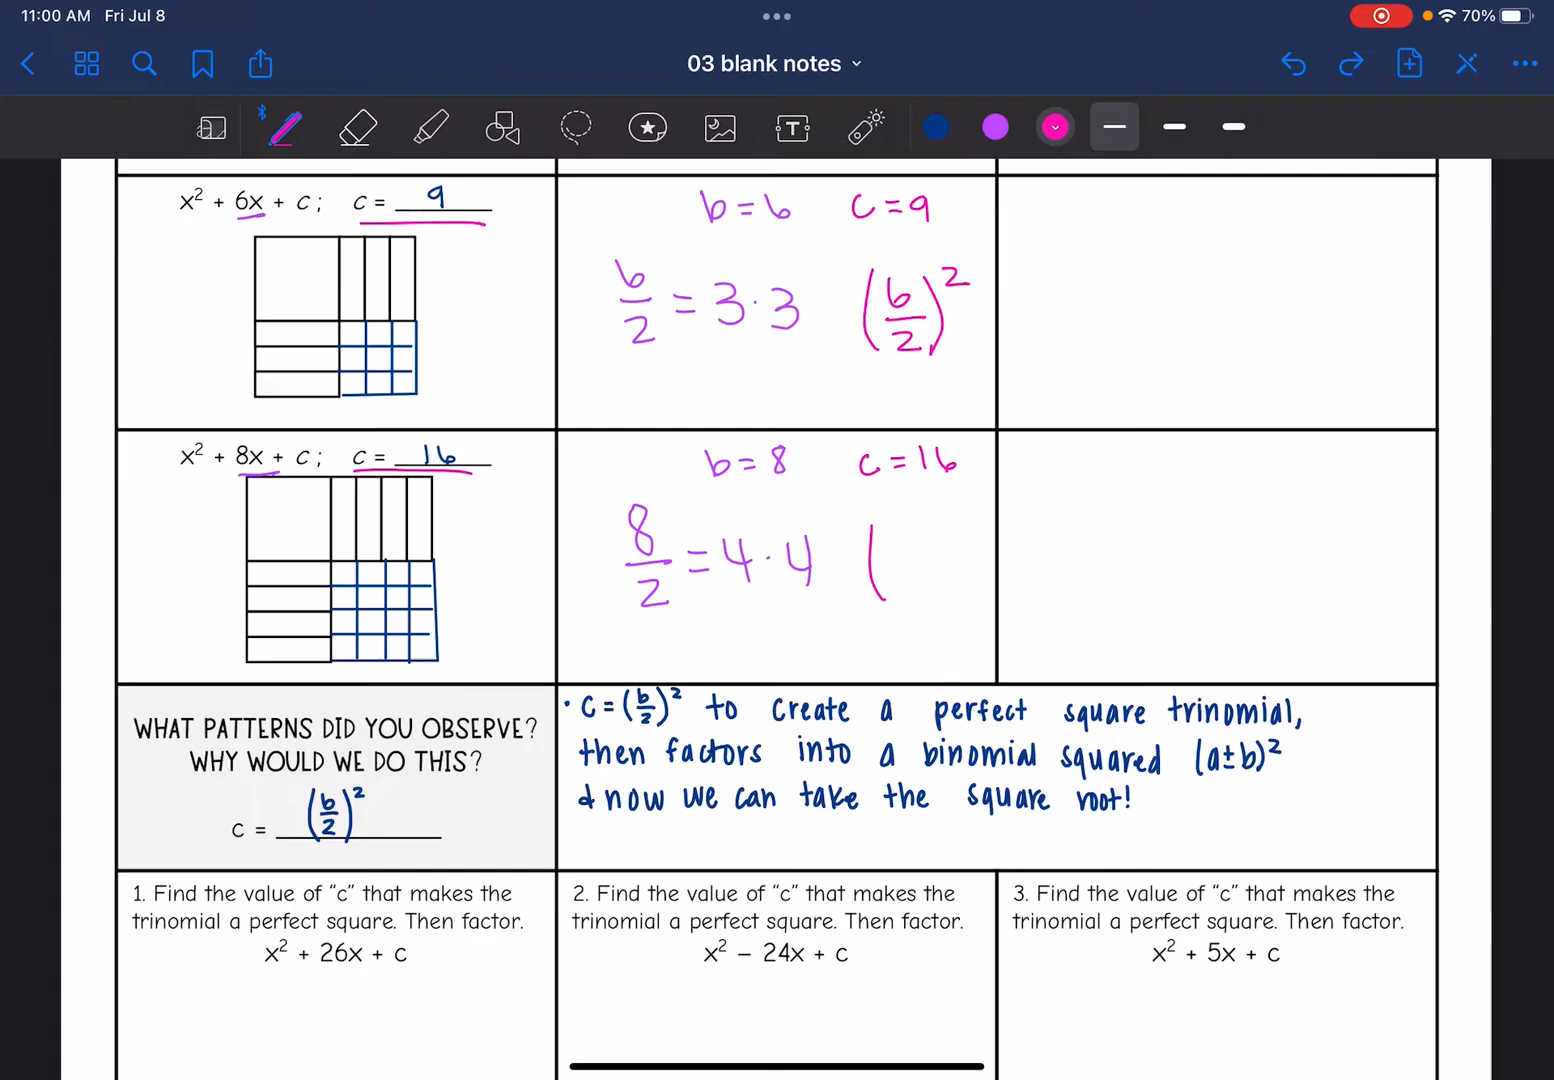 11:00 AM Fri Jul 8
70%
03 blank notes
T
x² + 6x + c ; c = 9
b = 6 c = 9
6/2 = 3 · 3 (6/2)²
x² + 8x + c ; c = 16
b = 8 c = 16
8/2 = 4 · 4 (
WHAT PATTERNS DID YOU OBSERVE?
WHY WOULD WE DO THIS?
c = (b/2)²
· c = (b/2)² to create a perfect square trinomial,
then factors into a binomial squared (a±b)²
& now we can take the square root!
1. Find the value of “c” that makes the
trinomial a perfect square. Then factor.
x² + 26x + c
2. Find the value of “c” that makes the
trinomial a perfect square. Then factor.
x² − 24x + c
3. Find the value of “c” that makes the
trinomial a perfect square. Then factor.
x² + 5x + c